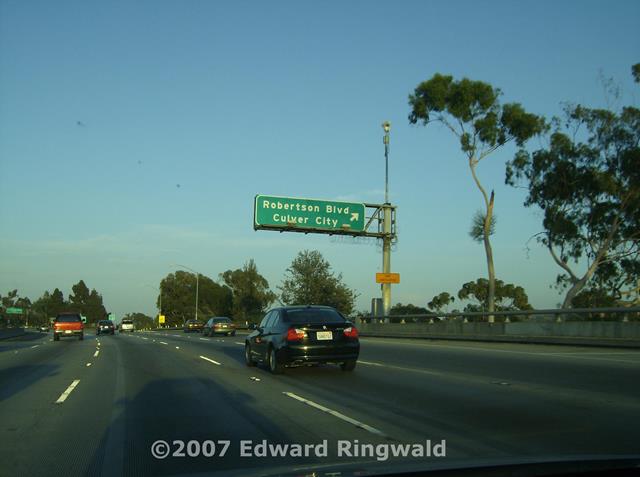 Robertson Blvd
Culver City
©2007 Edward Ringwald